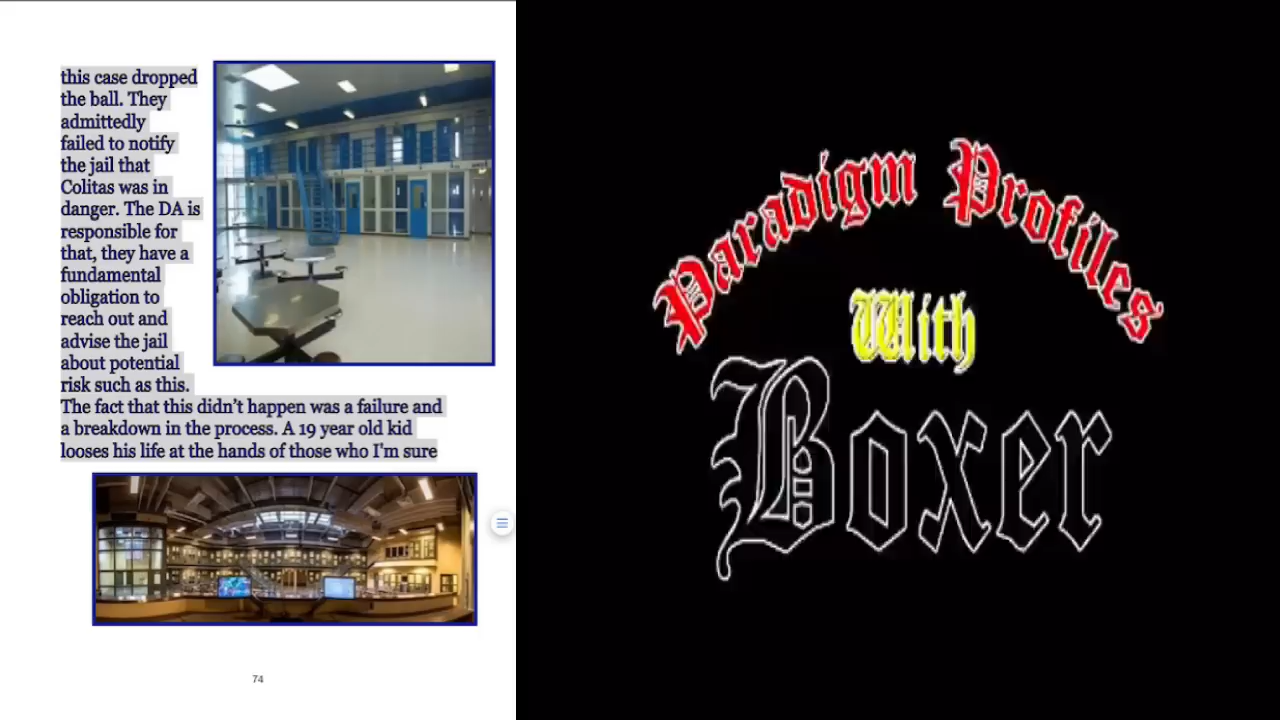 this case dropped
the ball. They
admittedly
failed to notify
the jail that
Colitas was in
danger. The DA is
responsible for
that, they have a
fundamental
obligation to
reach out and
advise the jail
about potential
risk such as this.
The fact that this didn't happen was a failure and
a breakdown in the process. A 19 year old kid
looses his life at the hands of those who I'm sure
74
Paradigm Profiles
With
Boxer